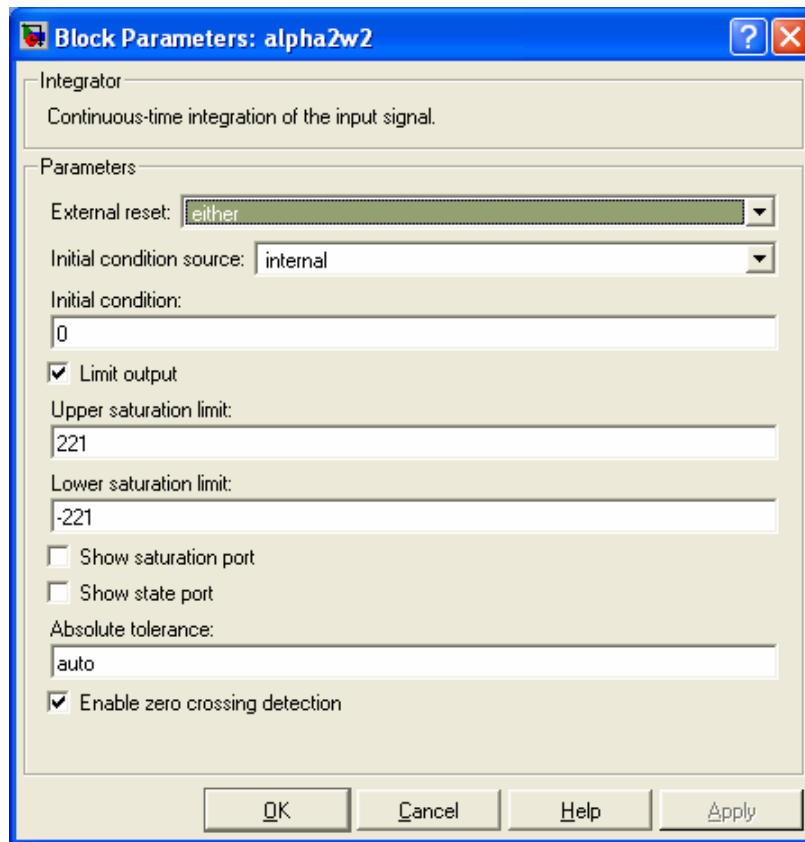 Block Parameters: alpha2w2
Integrator
Continuous-time integration of the input signal.
Parameters
External reset: either
Initial condition source: internal
Initial condition:
0
Limit output
Upper saturation limit:
221
Lower saturation limit:
-221
Show saturation port
Show state port
Absolute tolerance:
auto
Enable zero crossing detection
OK Cancel Help Apply